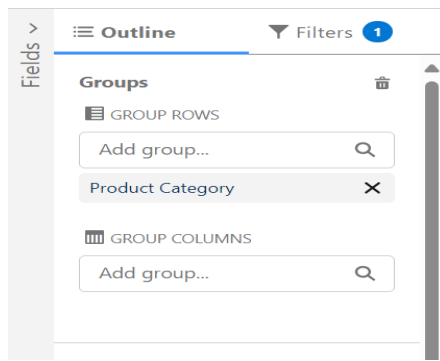 Fields
Outline
Filters 1
Groups
GROUP ROWS
Add group...
Product Category
GROUP COLUMNS
Add group...